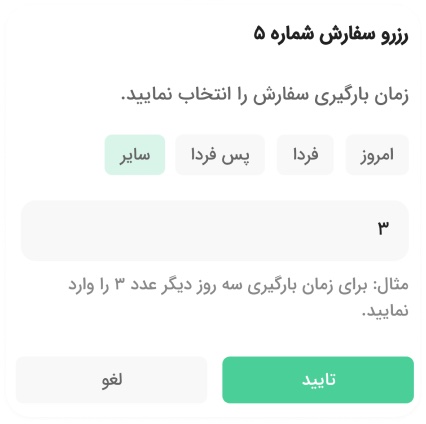 رزرو سفارش شماره ۵
زمان بارگیری سفارش را انتخاب نمایید.
امروز
فردا
پس فردا
سایر
۳
مثال: برای زمان بارگیری سه روز دیگر عدد ۳ را وارد
نمایید.
تایید
لغو